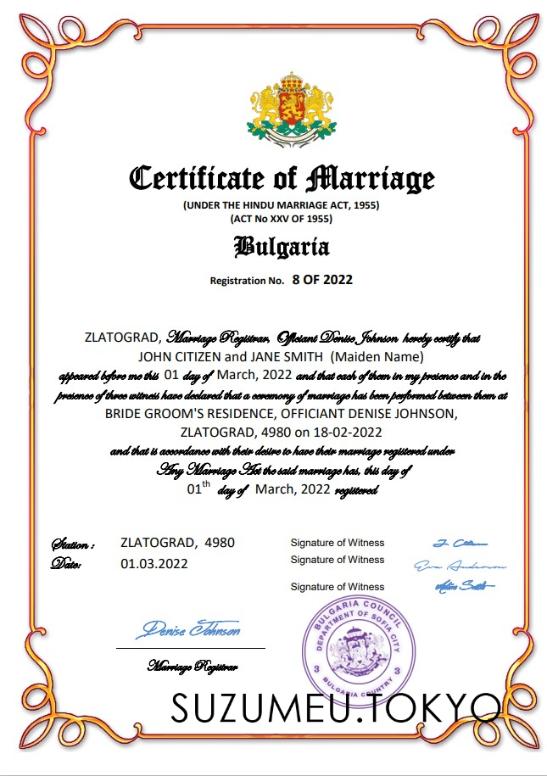 Certificate of Marriage
(UNDER THE HINDU MARRIAGE ACT, 1955)
(ACT No XXV OF 1955)
Bulgaria
Registration No. 8 OF 2022
ZLATOGRAD, Marriage Registrar, Officiant Denise Johnson hereby certify that
JOHN CITIZEN and JANE SMITH (Maiden Name)
appeared before me this 01 day of March, 2022 and that each of them in my presence and in the
presence of three witness have declared that a ceremony of marriage has been performed between them at
BRIDE GROOM'S RESIDENCE, OFFICIANT DENISE JOHNSON,
ZLATOGRAD, 4980 on 18-02-2022
and that is accordance with their desire to have their marriage registered under
Any Marriage Act the said marriage has, this day of
01th day of March, 2022 registered
Station : ZLATOGRAD, 4980
Date: 01.03.2022
Signature of Witness J. C
Signature of Witness Eva Anderson
Signature of Witness
Denise Johnson
Marriage Registrar
BULGARIA COUNCIL
DEPARTMENT OF SOFIA CITY
BULGARIA COUNTRY
SUZUMEU.TOKYO